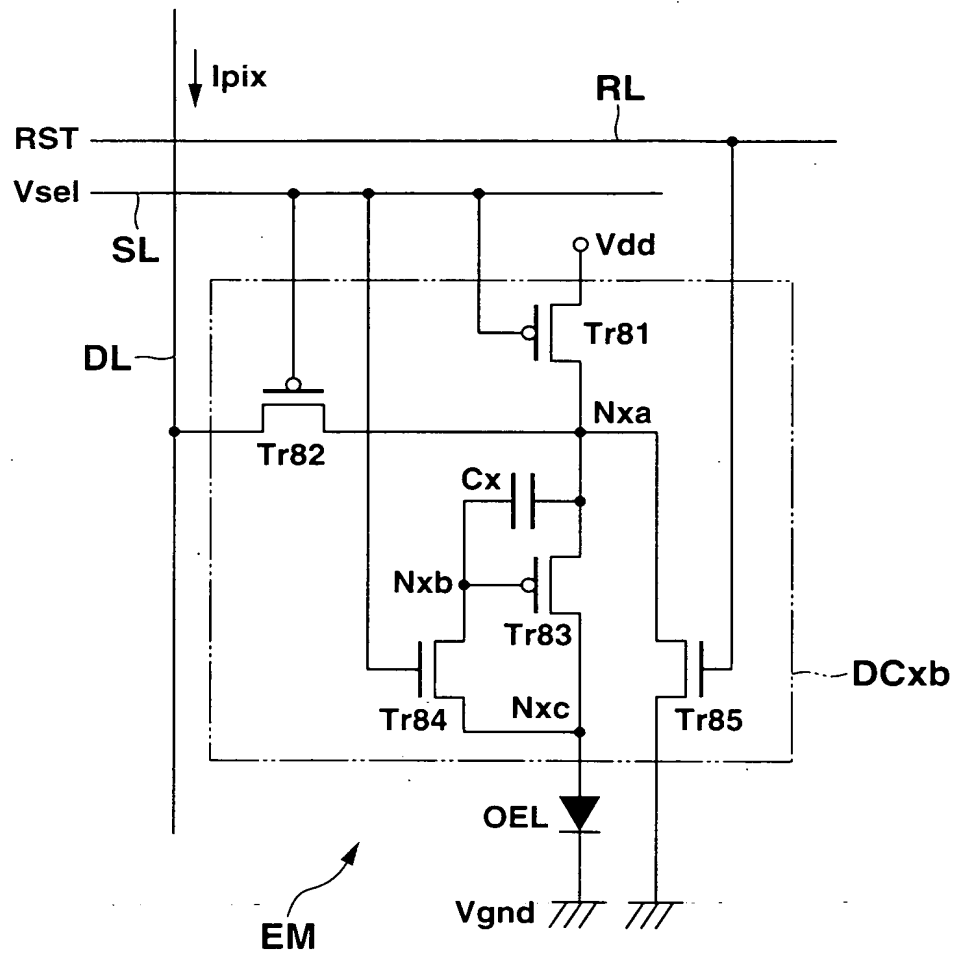 Ipix
RL
RST
Vsel
SL
Vdd
Tr81
DL
Nxa
Tr82
Cx
Nxb
Tr83
DCxb
Tr84
Nxc
Tr85
OEL
Vgnd
EM